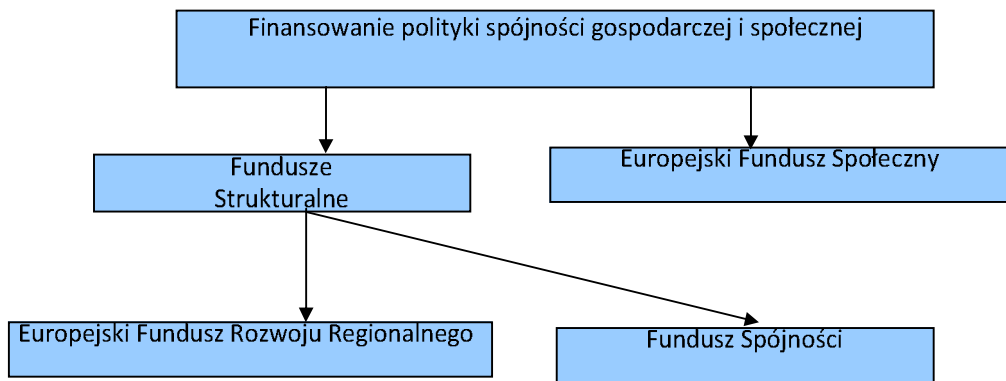 Finansowanie polityki spójności gospodarczej i społecznej
Fundusze
Strukturalne
Europejski Fundusz Społeczny
Europejski Fundusz Rozwoju Regionalnego
Fundusz Spójności